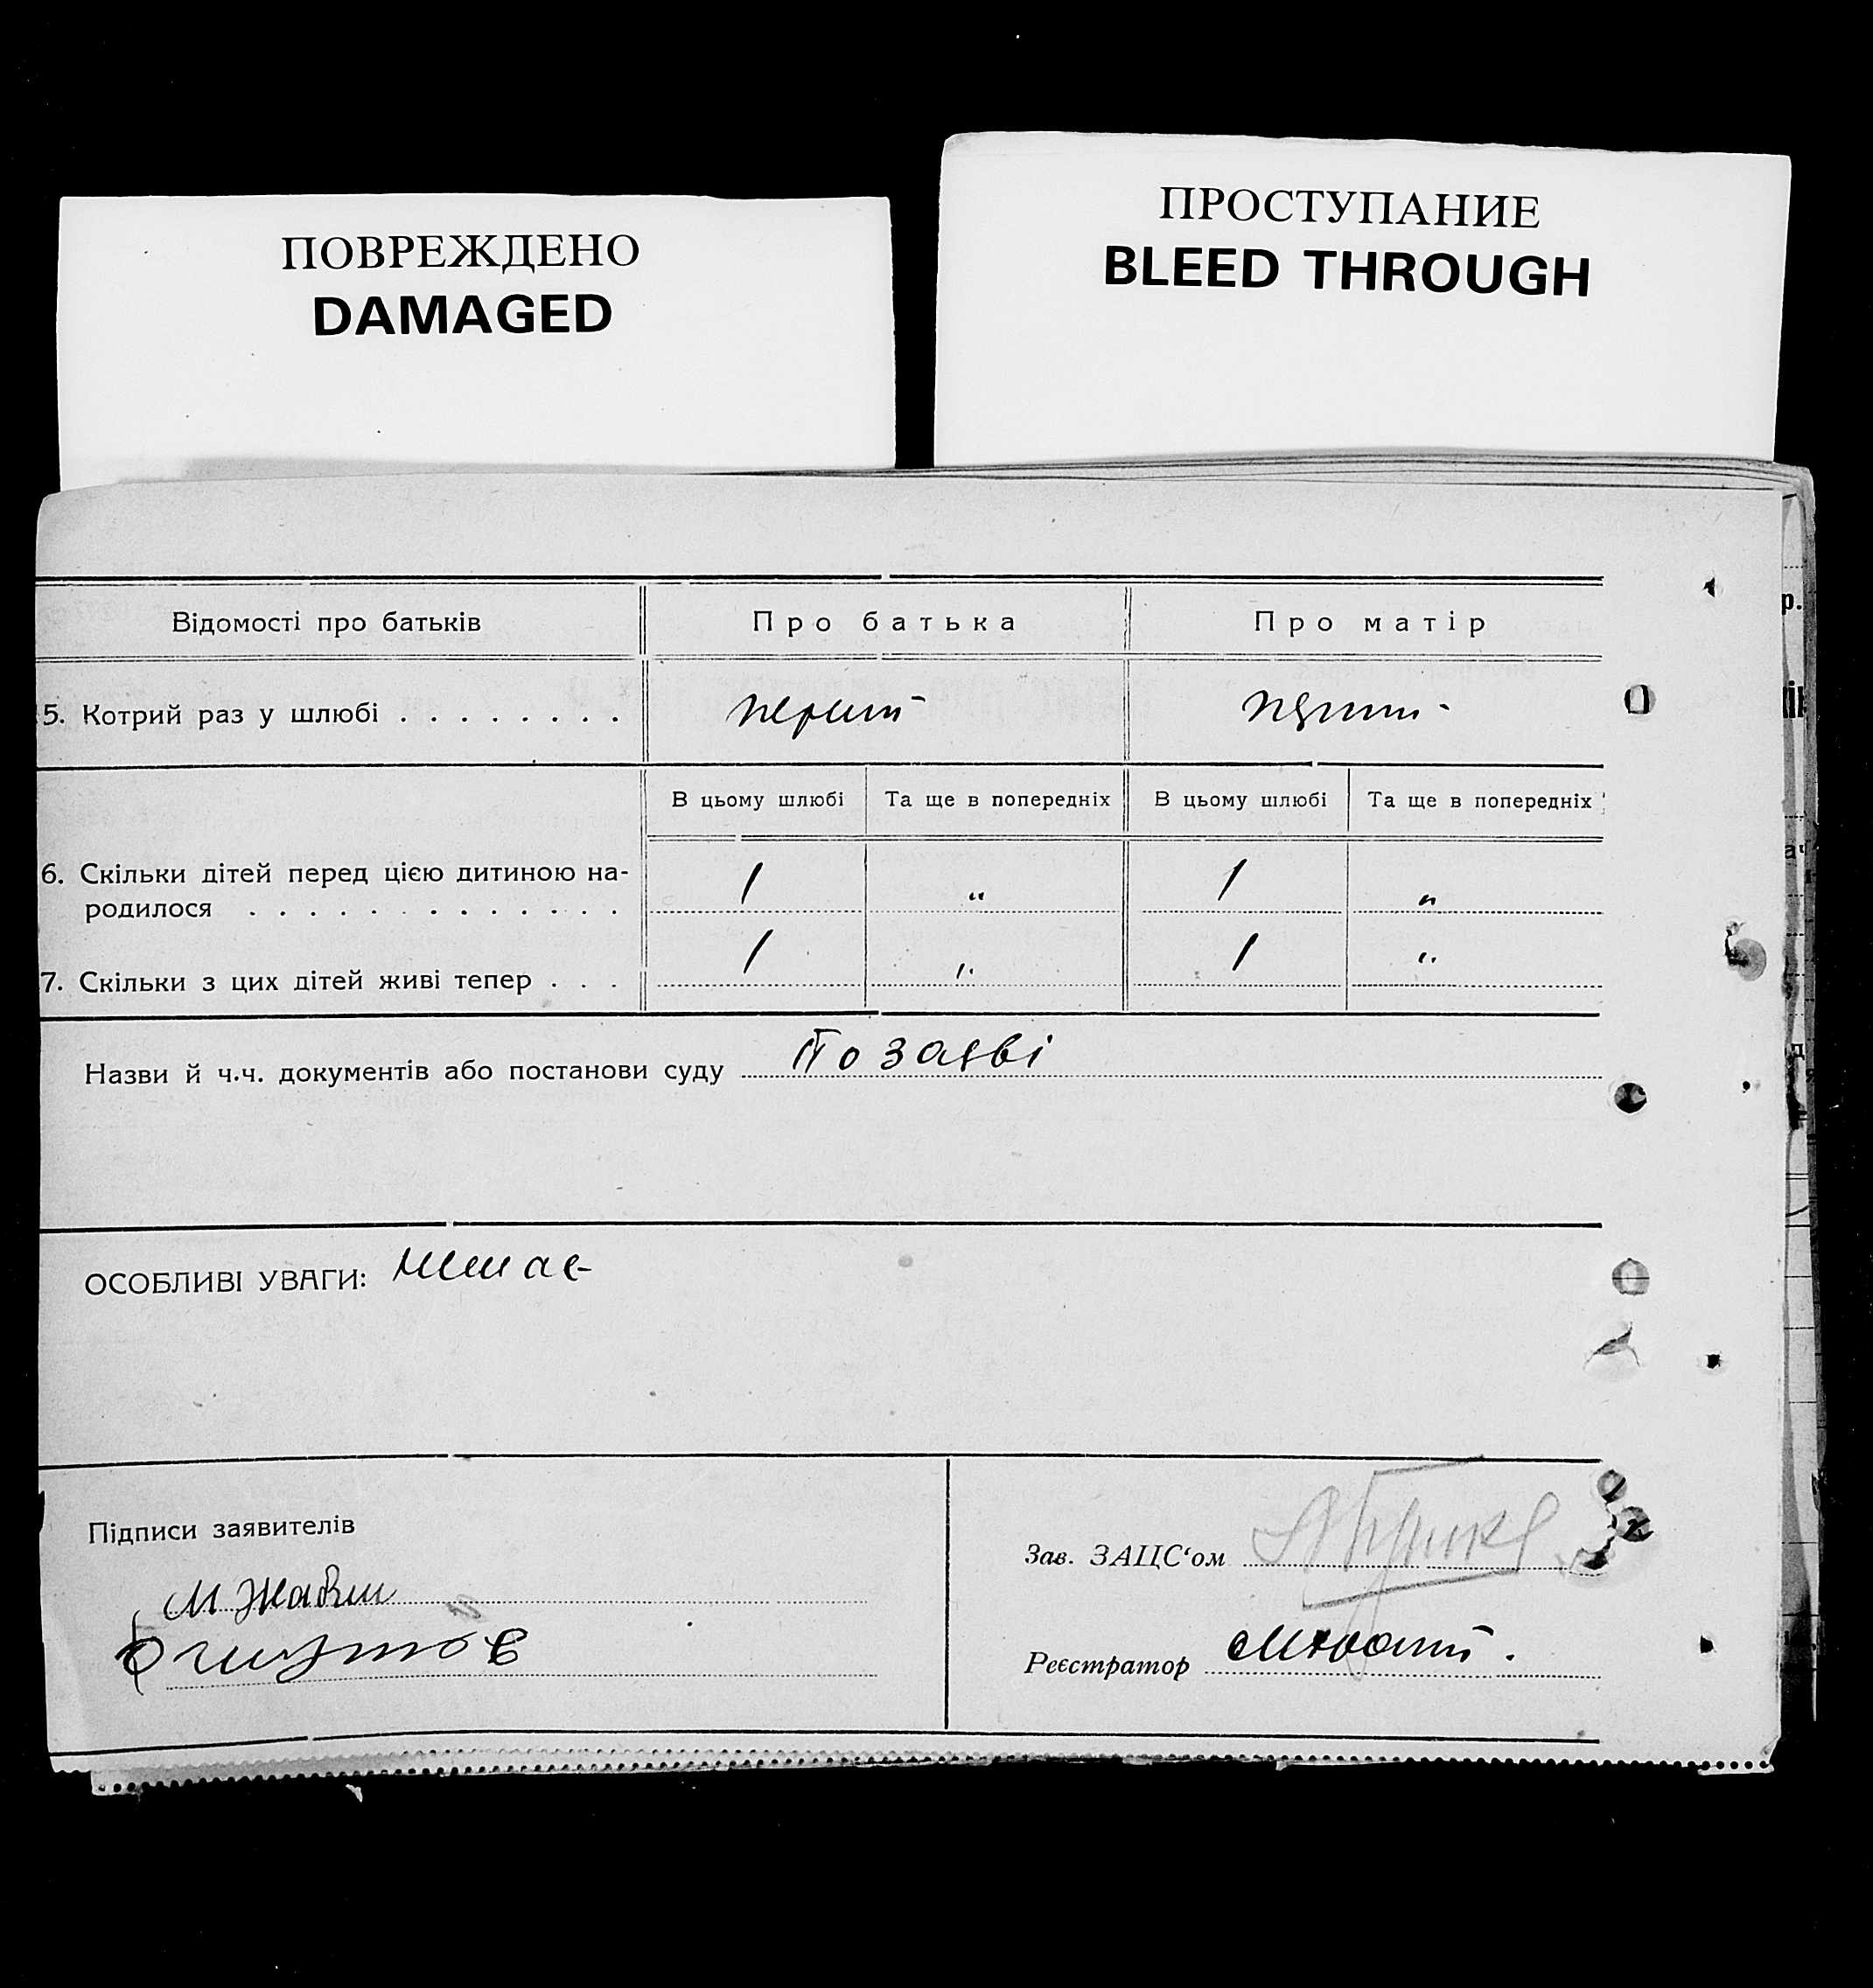 ПОВРЕЖДЕНО
DAMAGED
ПРОСТУПАНИЕ
BLEED THROUGH
Відомості про батьків
Про батька
Про матір
5. Котрий раз у шлюбі . . . . . . . .
перший
перший
В цьому шлюбі
Та ще в попередніх
В цьому шлюбі
Та ще в попередніх
6. Скільки дітей перед цією дитиною на-
родилося . . . . . . . . . . . . .
1 " 1 "
7. Скільки з цих дітей живі тепер . . .
1 " 1 "
Назви й ч.ч. документів або постанови суду По заяві
ОСОБЛИВІ УВАГИ: Немає
Підписи заявителів
Зав. ЗАЦС‘ом
Реєстратор